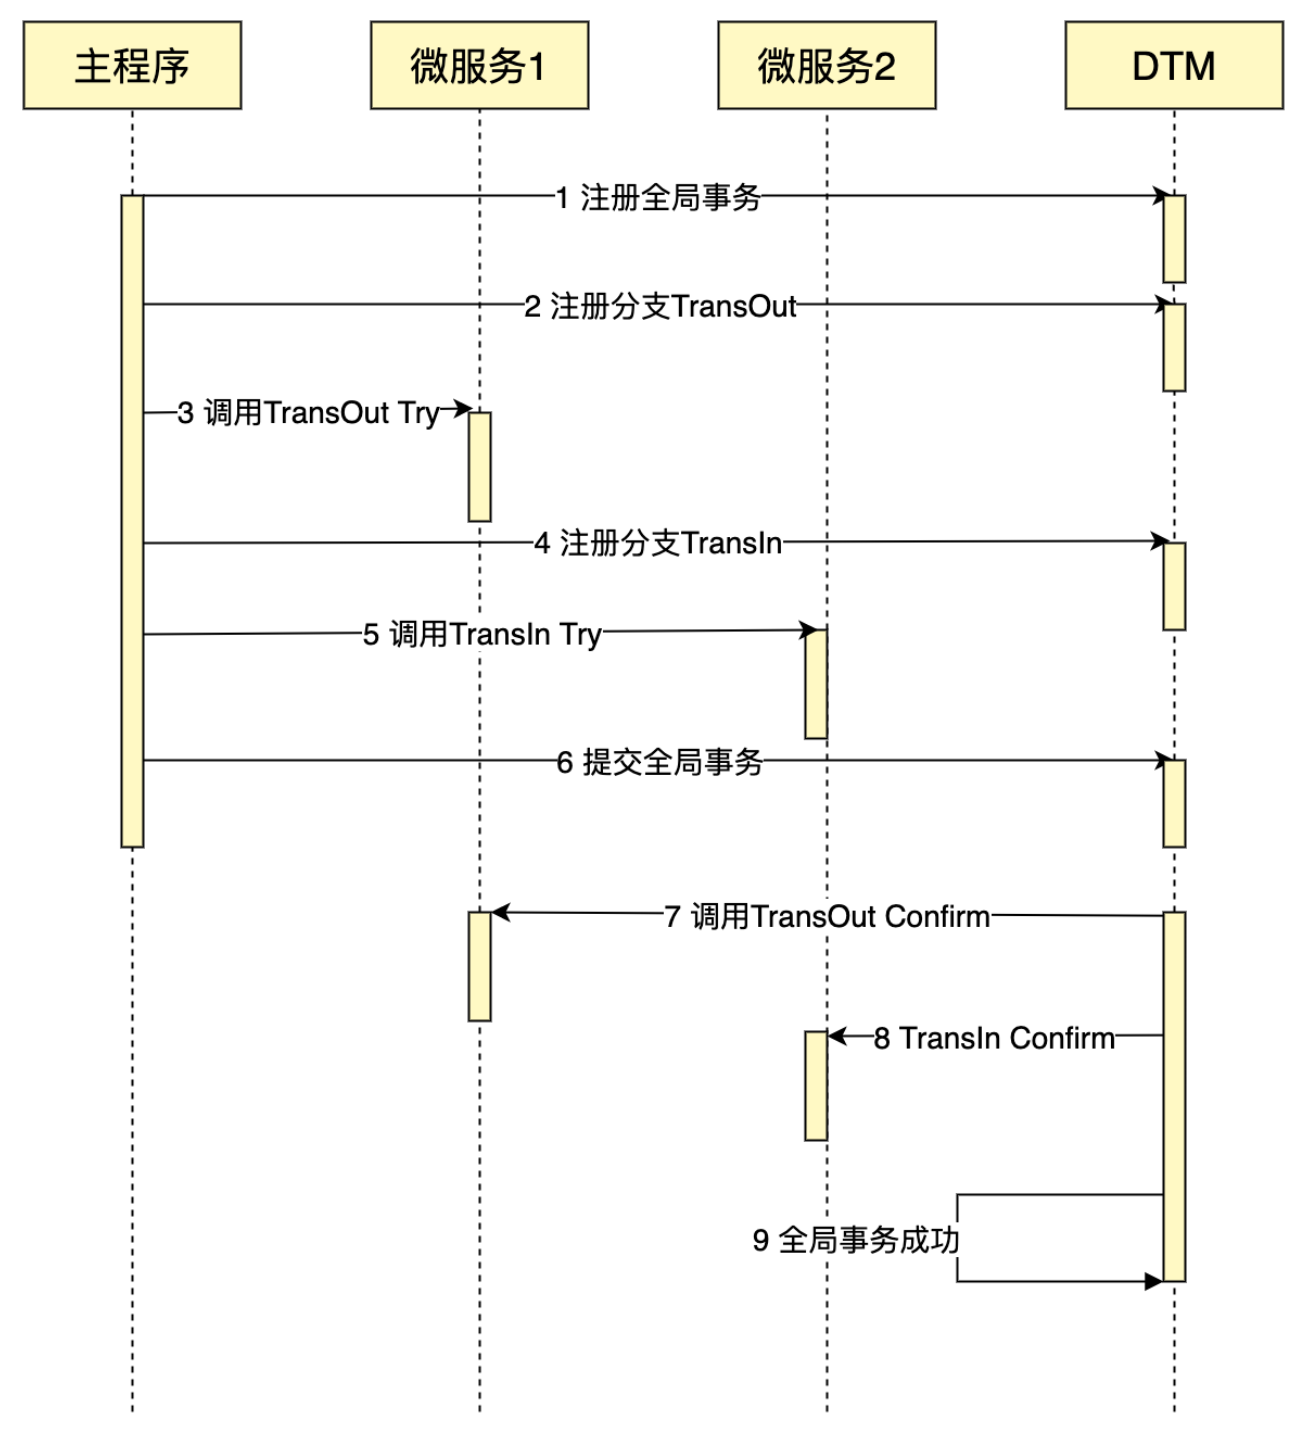 主程序
微服务1
微服务2
DTM
1 注册全局事务
2 注册分支TransOut
3 调用TransOut Try
4 注册分支TransIn
5 调用TransIn Try
6 提交全局事务
7 调用TransOut Confirm
8 TransIn Confirm
9 全局事务成功